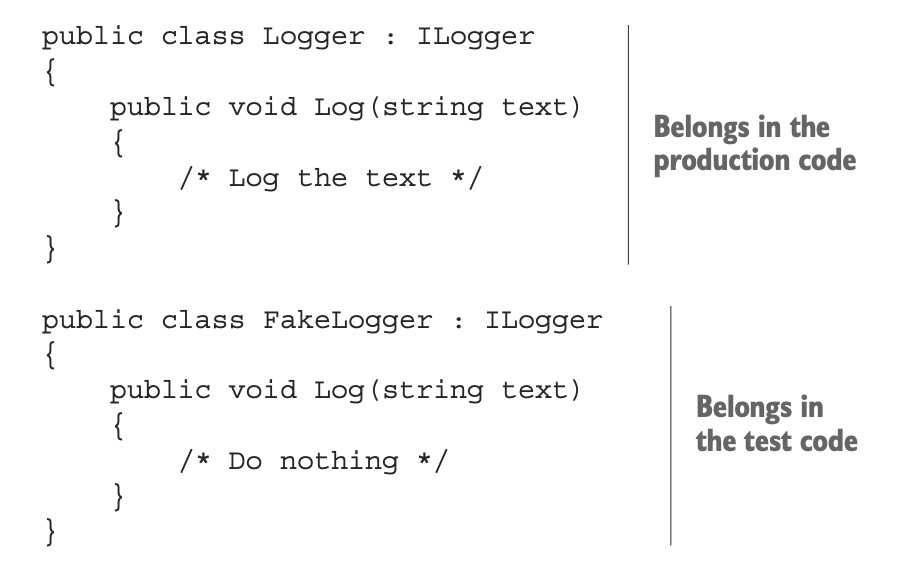 public class Logger : ILogger
{
    public void Log(string text)
    {
        /* Log the text */
    }
}
Belongs in the
production code
public class FakeLogger : ILogger
{
    public void Log(string text)
    {
        /* Do nothing */
    }
}
Belongs in
the test code